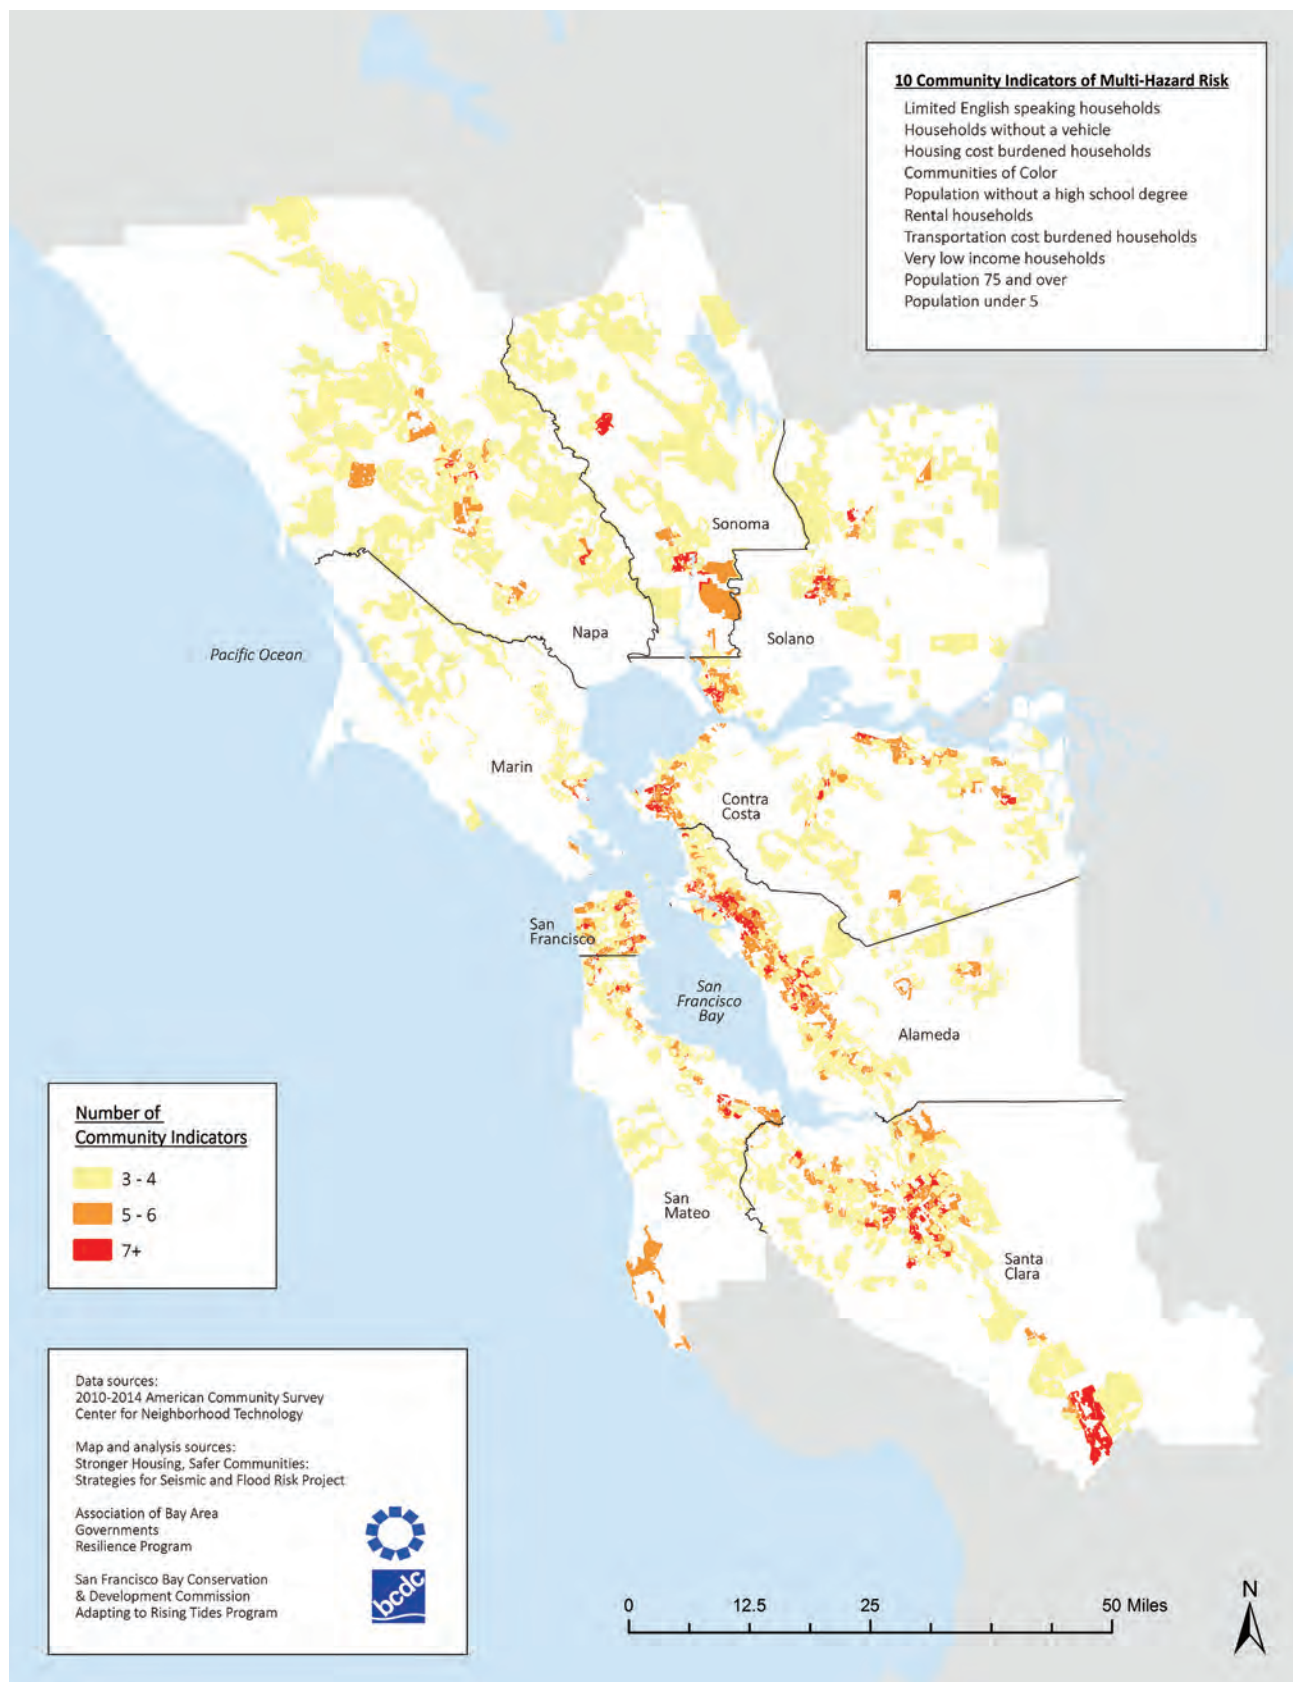 10 Community Indicators of Multi-Hazard Risk
Limited English speaking households
Households without a vehicle
Housing cost burdened households
Communities of Color
Population without a high school degree
Rental households
Transportation cost burdened households
Very low income households
Population 75 and over
Population under 5
Sonoma
Napa
Solano
Pacific Ocean
Marin
Contra
Costa
San
Francisco
San
Francisco
Bay
Alameda
San
Mateo
Santa
Clara
Number of
Community Indicators
3 - 4
5 - 6
7+
Data sources:
2010-2014 American Community Survey
Center for Neighborhood Technology
Map and analysis sources:
Stronger Housing, Safer Communities:
Strategies for Seismic and Flood Risk Project
Association of Bay Area
Governments
Resilience Program
San Francisco Bay Conservation
& Development Commission
Adapting to Rising Tides Program
bcdc
0 12.5 25 50 Miles
N